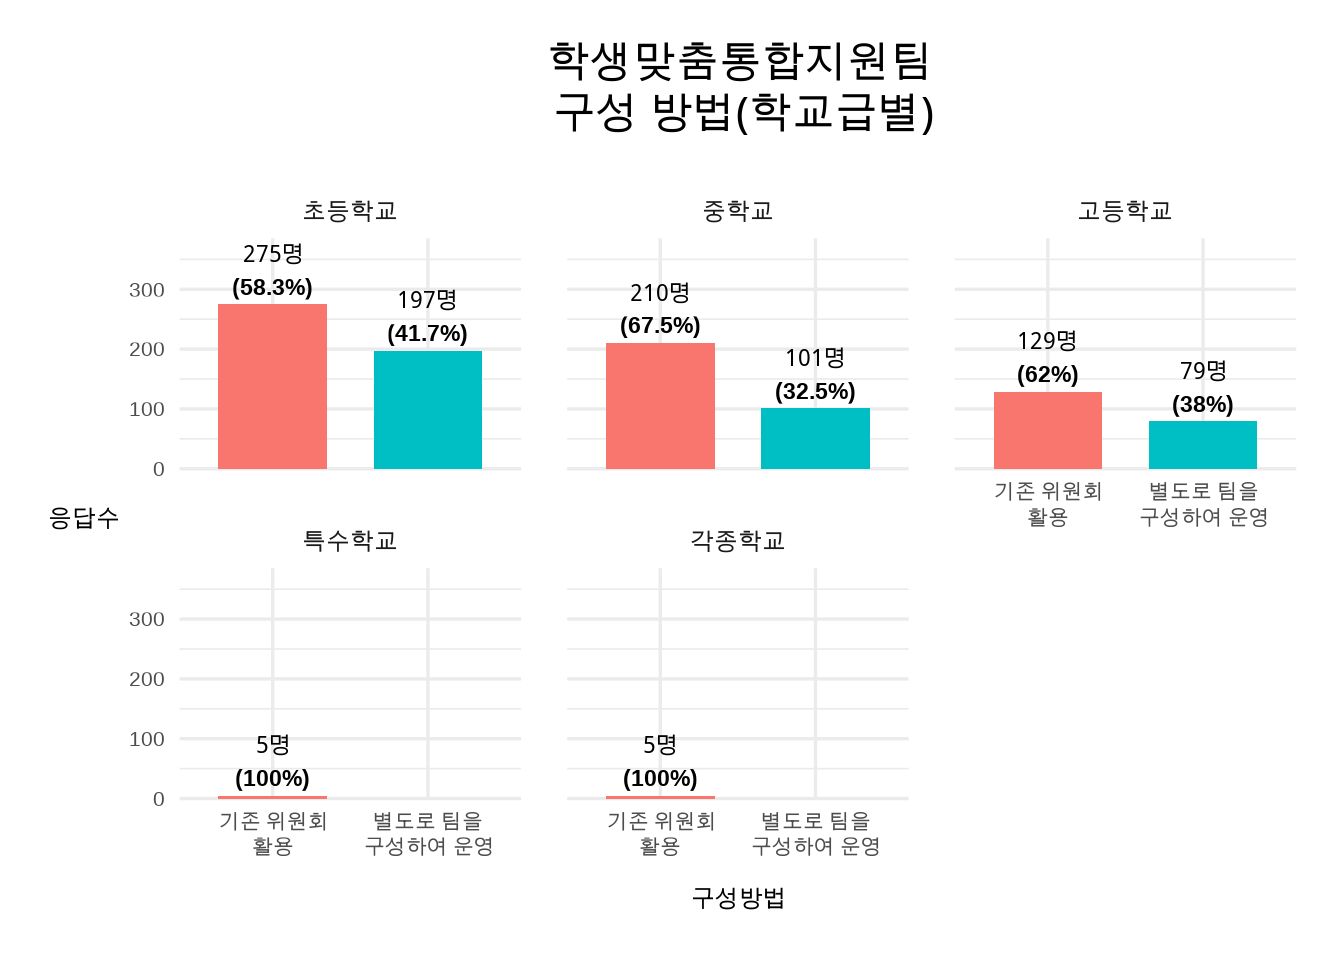 학생맞춤통합지원팀
구성 방법(학교급별)
초등학교
중학교
고등학교
275명
(58.3%)
197명
(41.7%)
210명
(67.5%)
101명
(32.5%)
129명
(62%)
79명
(38%)
300
200
100
0
기존 위원회
활용
별도로 팀을
구성하여 운영
응답수
특수학교
각종학교
300
200
100
0
5명
(100%)
5명
(100%)
기존 위원회
활용
별도로 팀을
구성하여 운영
기존 위원회
활용
별도로 팀을
구성하여 운영
구성방법